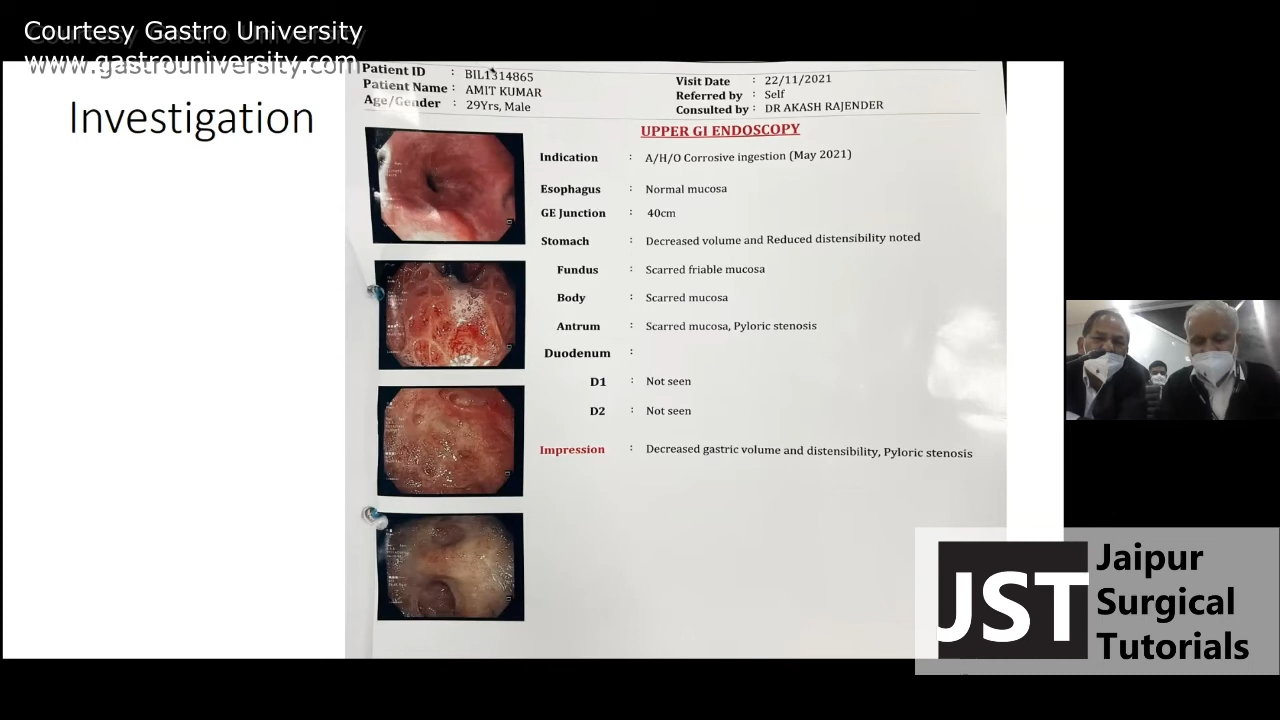 Courtesy Gastro University
www.gastrouniversity.com
Investigation
Patient ID : BIL1314865
Patient Name : AMIT KUMAR
Age/Gender : 29Yrs, Male
Visit Date : 22/11/2021
Referred by : Self
Consulted by : DR AKASH RAJENDER
UPPER GI ENDOSCOPY
Indication : A/H/O Corrosive ingestion (May 2021)
Esophagus : Normal mucosa
GE Junction : 40cm
Stomach : Decreased volume and Reduced distensibility noted
Fundus : Scarred friable mucosa
Body : Scarred mucosa
Antrum : Scarred mucosa, Pyloric stenosis
Duodenum :
D1 : Not seen
D2 : Not seen
Impression : Decreased gastric volume and distensibility, Pyloric stenosis
JST
Jaipur
Surgical
Tutorials